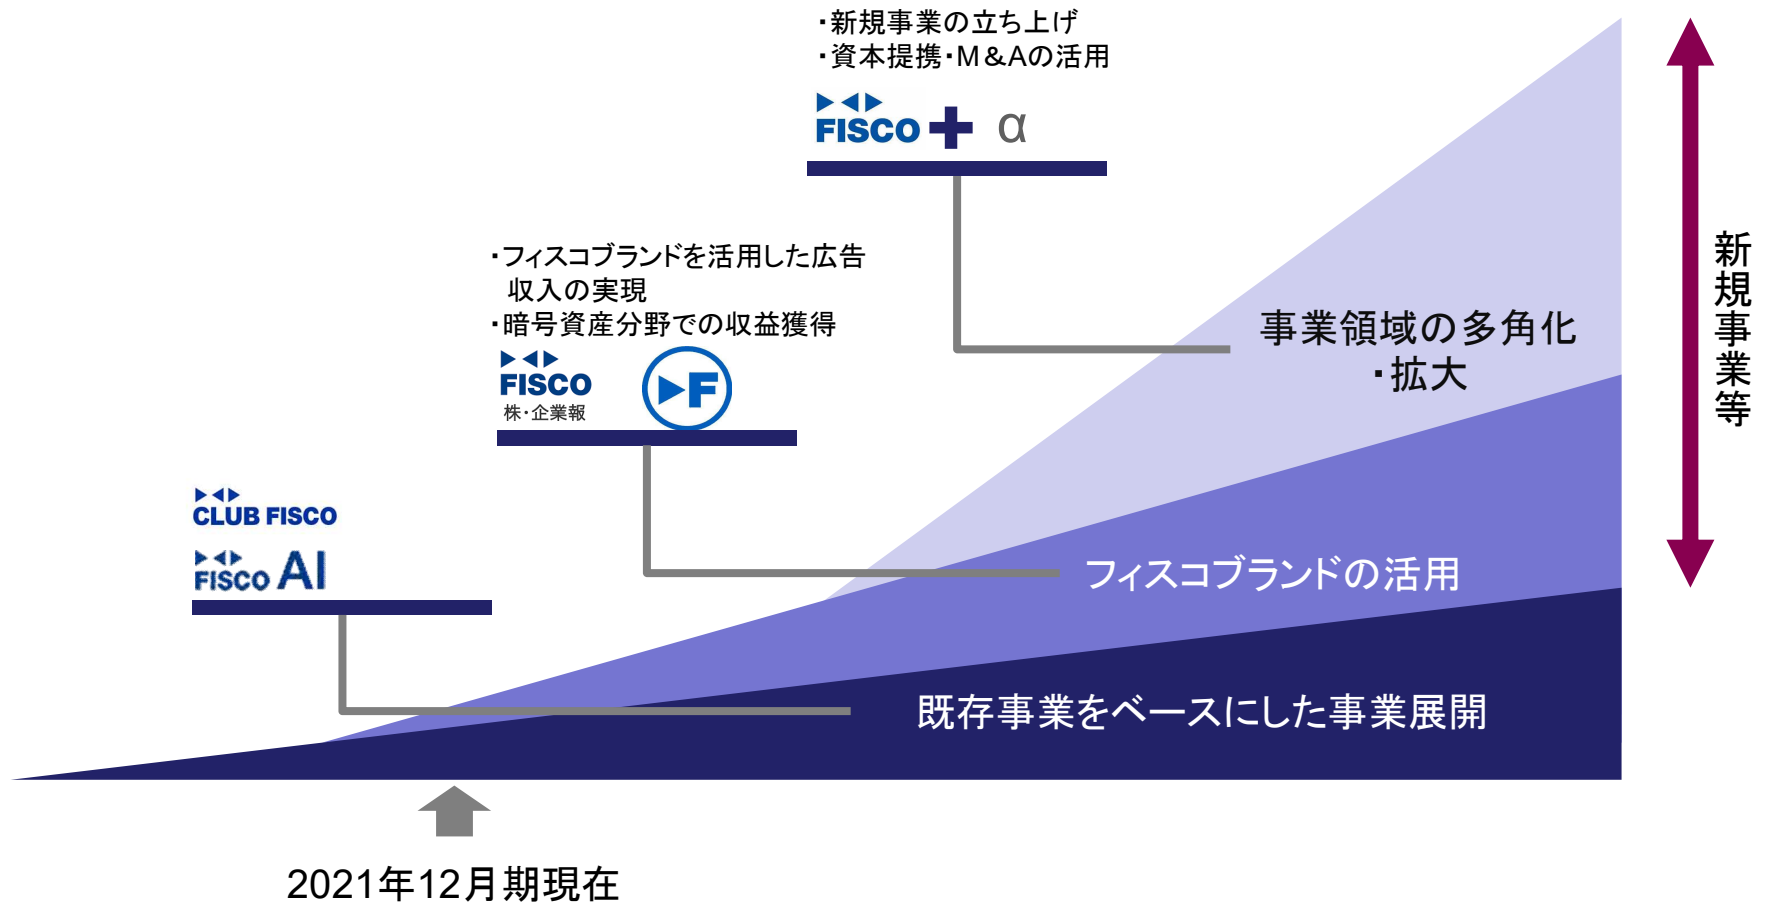 ・新規事業の立ち上げ
・資本提携・M&Aの活用
FISCO + α
・フィスコブランドを活用した広告
収入の実現
・暗号資産分野での収益獲得
FISCO
株・企業報
F
CLUB FISCO
FISCO AI
事業領域の多角化
・拡大
フィスコブランドの活用
既存事業をベースにした事業展開
新規事業等
2021年12月期現在